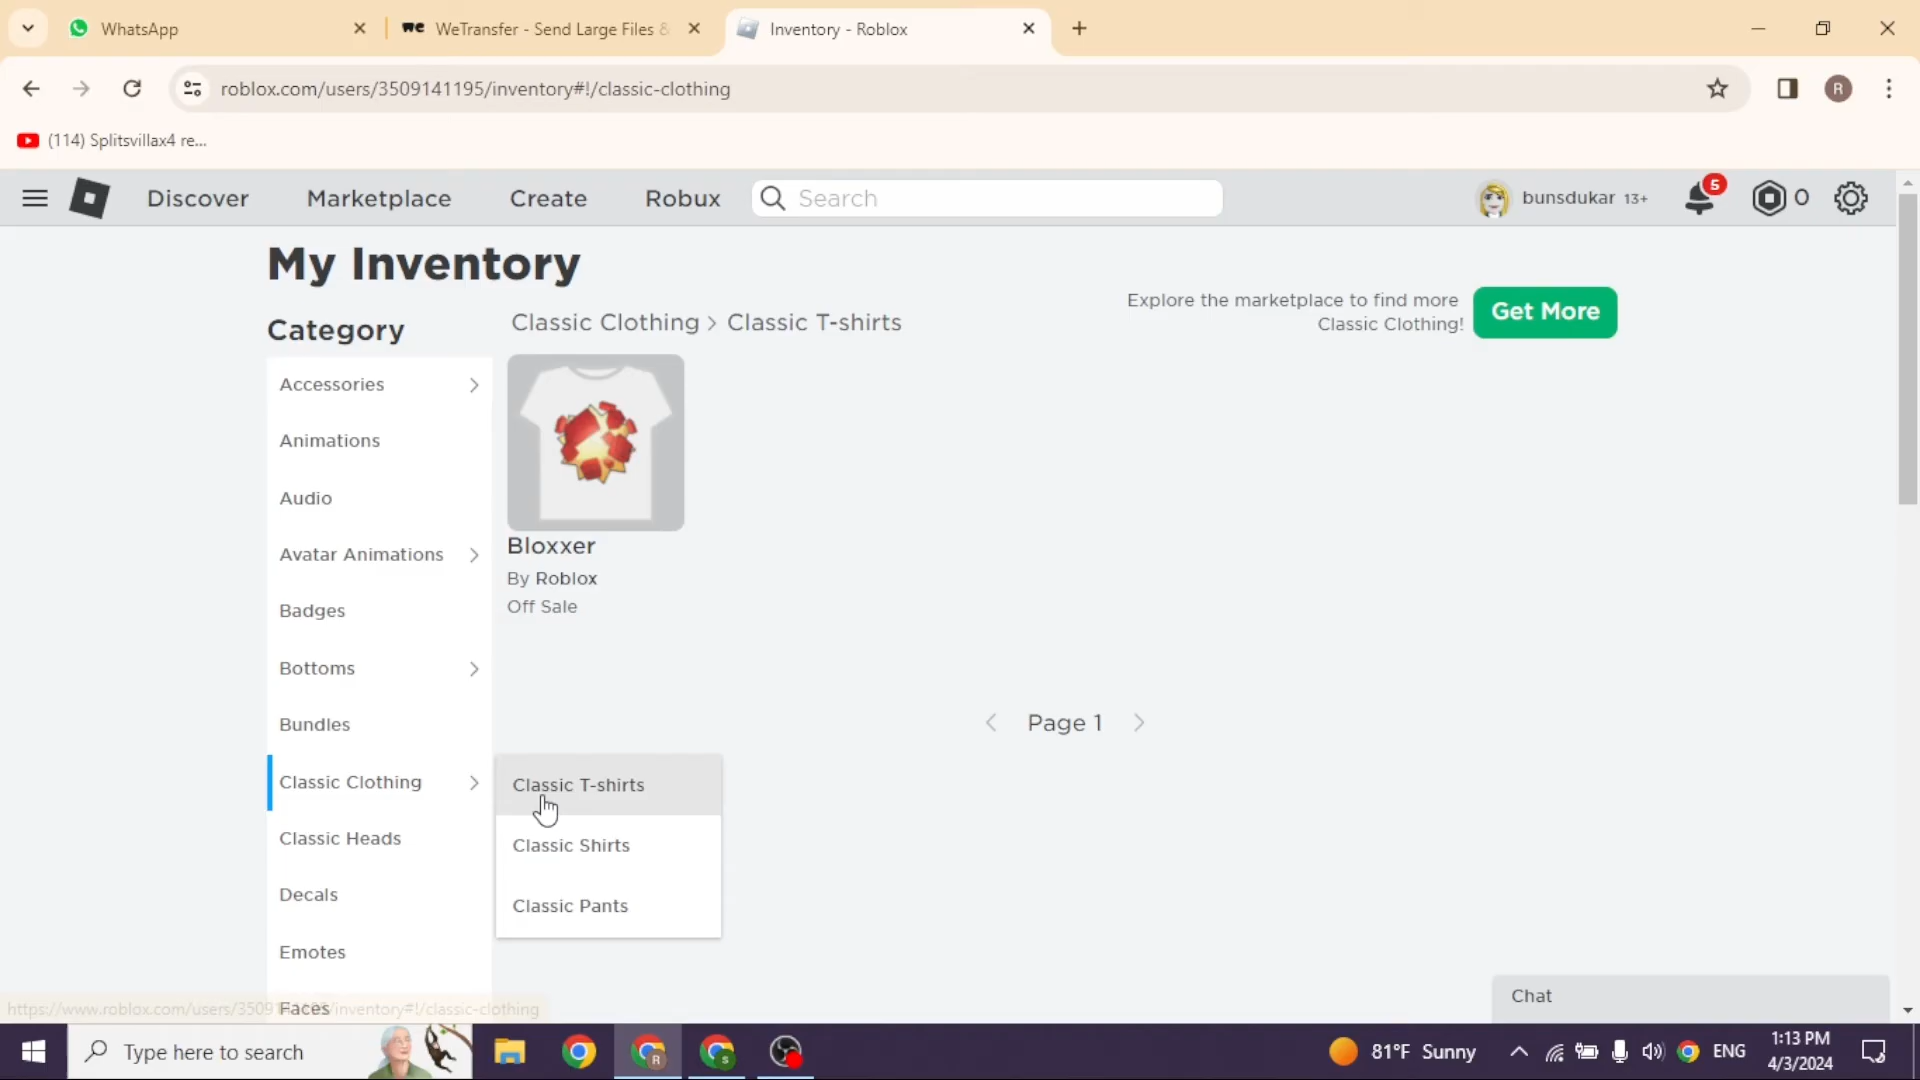 WhatsApp
WeTransfer - Send Large Files &
Inventory - Roblox
roblox.com/users/3509141195/inventory#!/classic-clothing
R
(114) Splitsvillax4 re...
Discover
Marketplace
Create
Robux
Search
bunsdukar 13+
5
0
My Inventory
Explore the marketplace to find more
Classic Clothing!
Get More
Category
Classic Clothing > Classic T-shirts
Accessories
Animations
Audio
Avatar Animations
Badges
Bottoms
Bundles
Classic Clothing
Classic Heads
Decals
Emotes
Faces
Bloxxer
By Roblox
Off Sale
Page 1
Classic T-shirts
Classic Shirts
Classic Pants
Chat
Type here to search
R
S
81°F Sunny
ENG
1:13 PM
4/3/2024